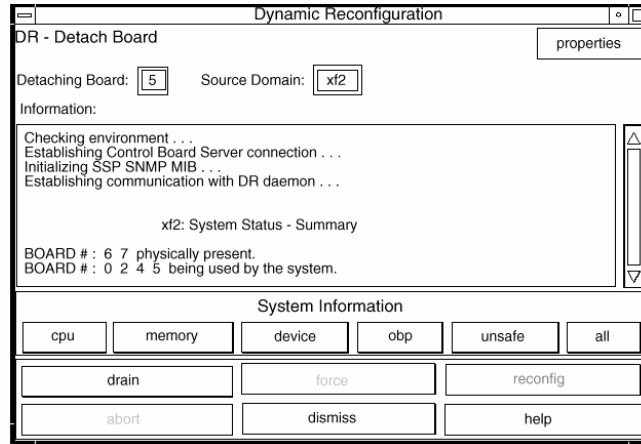 Dynamic Reconfiguration
DR - Detach Board
properties
Detaching Board: 5 Source Domain: xf2
Information:
Checking environment . . .
Establishing Control Board Server connection . . .
Initializing SSP SNMP MIB . . .
Establishing communication with DR daemon . . .
xf2: System Status - Summary
BOARD # : 6 7 physically present.
BOARD # : 0 2 4 5 being used by the system.
System Information
cpu memory device obp unsafe all
drain force reconfig
abort dismiss help